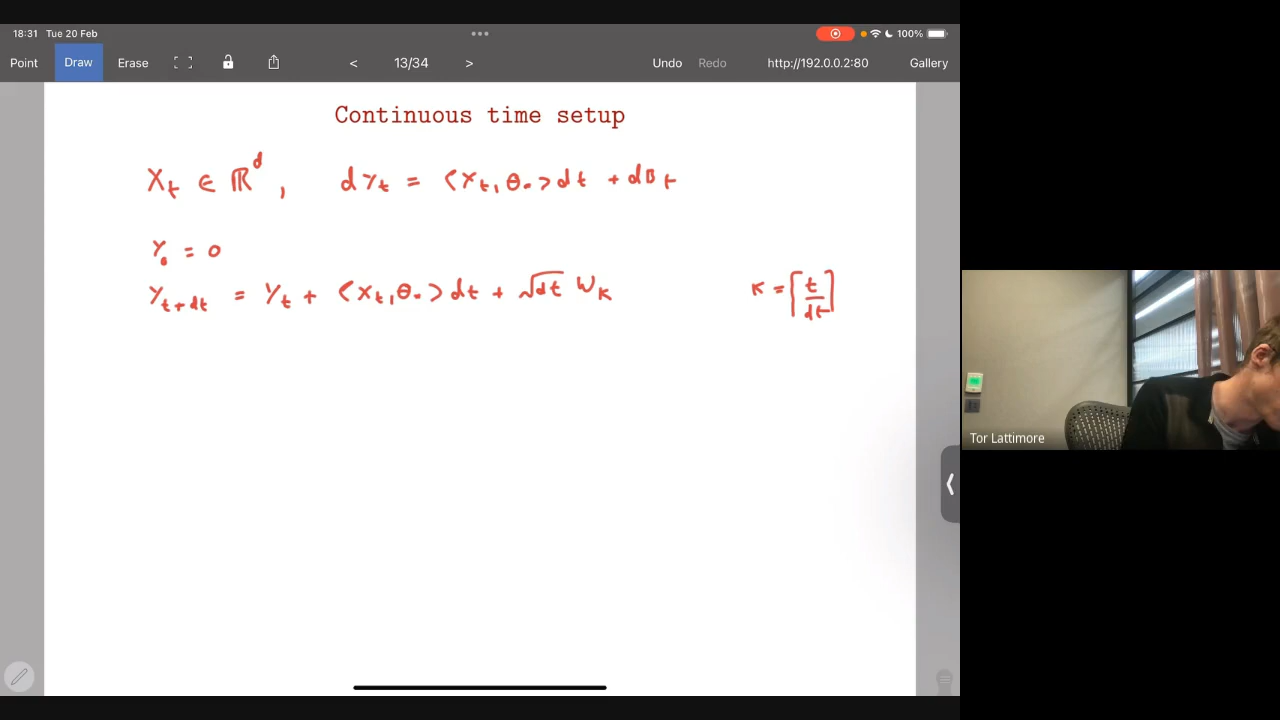 18:31 Tue 20 Feb 100%
Point Draw Erase < 13/34 > Undo Redo http://192.0.0.2:80 Gallery
Continuous time setup
X_t ∈ ℝ^d, dY_t = ⟨X_t, θ_*⟩dt + dB_t
Y_0 = 0
Y_{t+dt} = Y_t + ⟨X_t, θ_*⟩dt + √dt W_K K = ⌈t/dt⌉
Tor Lattimore